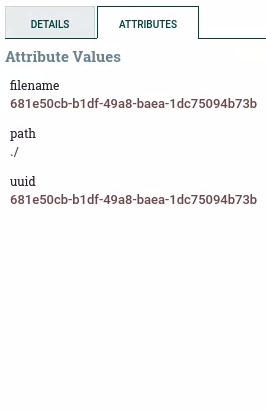 DETAILS
ATTRIBUTES
Attribute Values
filename
681e50cb-b1df-49a8-baea-1dc75094b73b
path
./
uuid
681e50cb-b1df-49a8-baea-1dc75094b73b